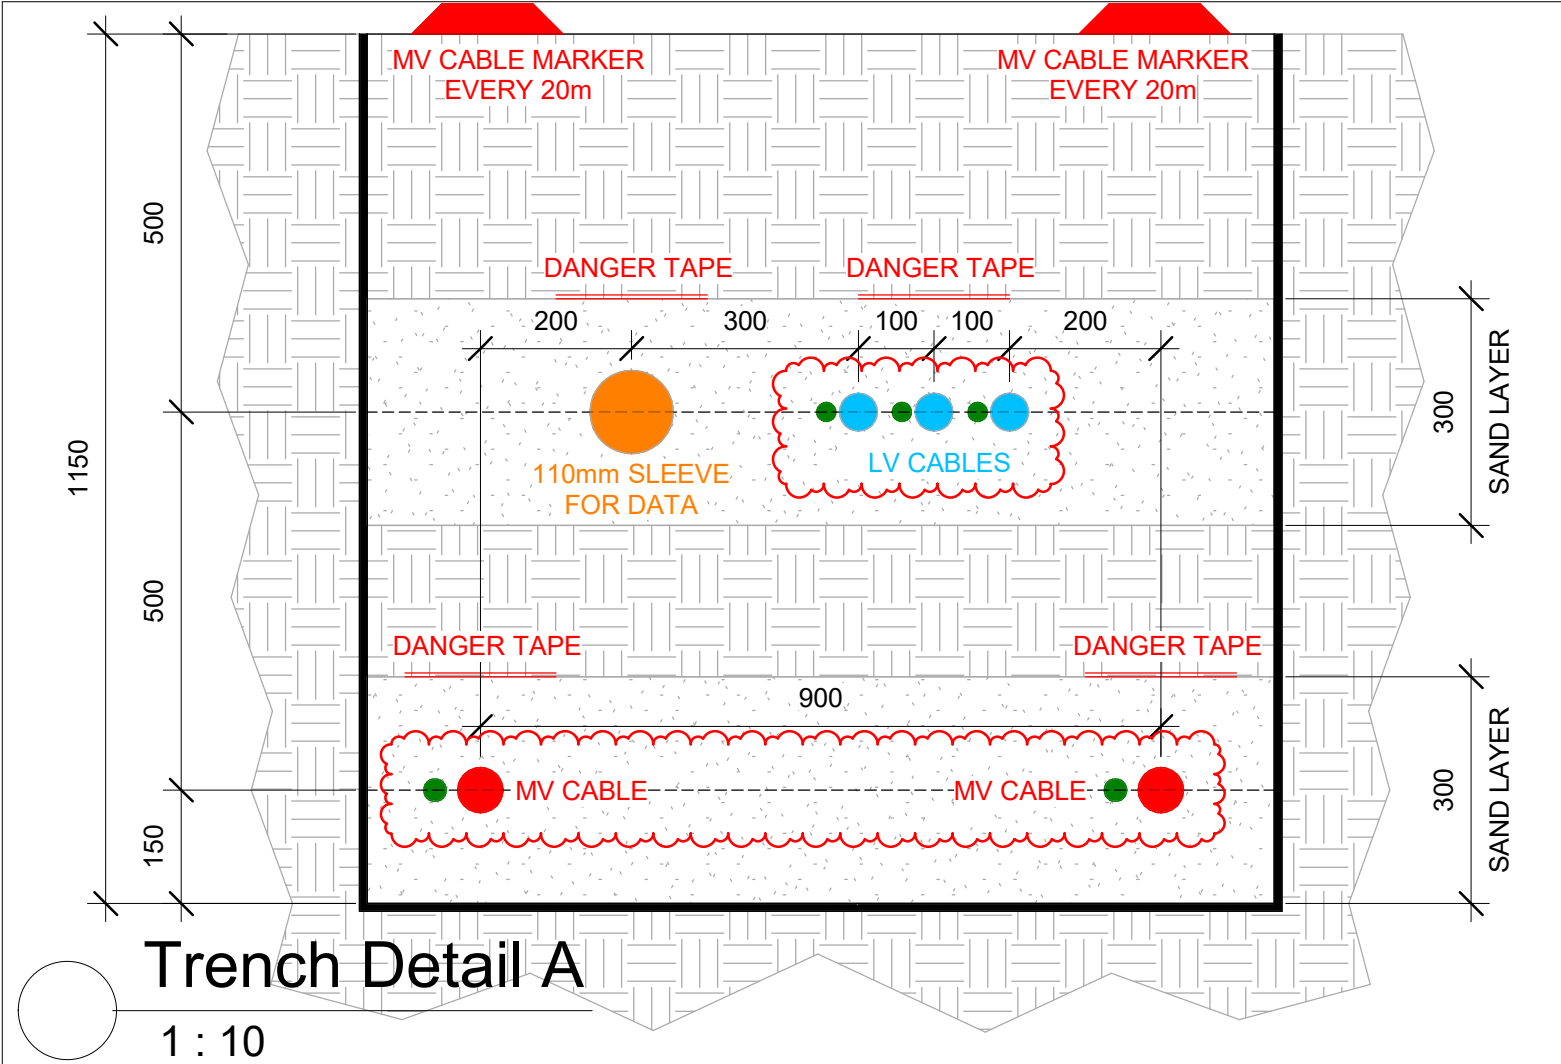 MV CABLE MARKER
EVERY 20m
MV CABLE MARKER
EVERY 20m
500
DANGER TAPE
DANGER TAPE
200
300
100
100
200
1150
300
SAND LAYER
LV CABLES
110mm SLEEVE
FOR DATA
500
DANGER TAPE
DANGER TAPE
900
MV CABLE
MV CABLE
150
300
SAND LAYER
Trench Detail A
1 : 10